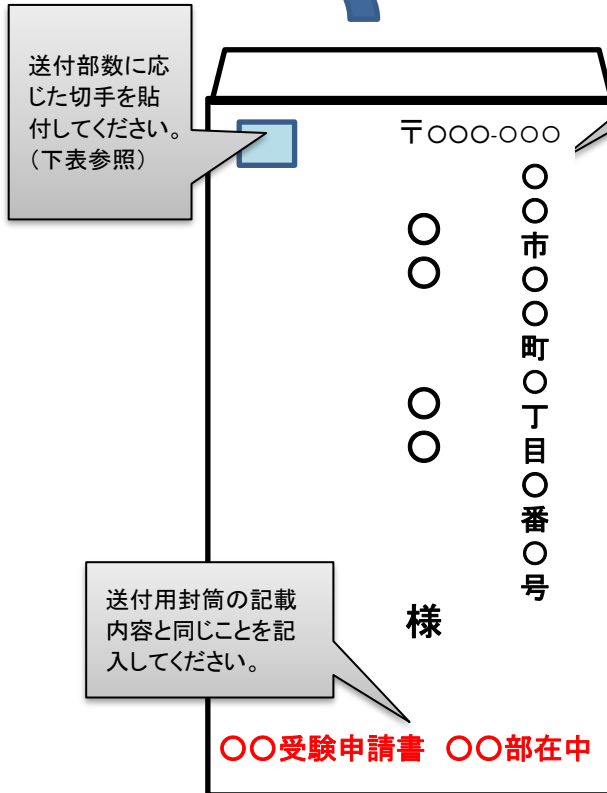 送付部数に応
じた切手を貼
付してください。
（下表参照）
〒○○○-○○○
○○市○○町○丁目○番○号
○○　○○　様
送付用封筒の記載
内容と同じことを記
入してください。
○○受験申請書　○○部在中